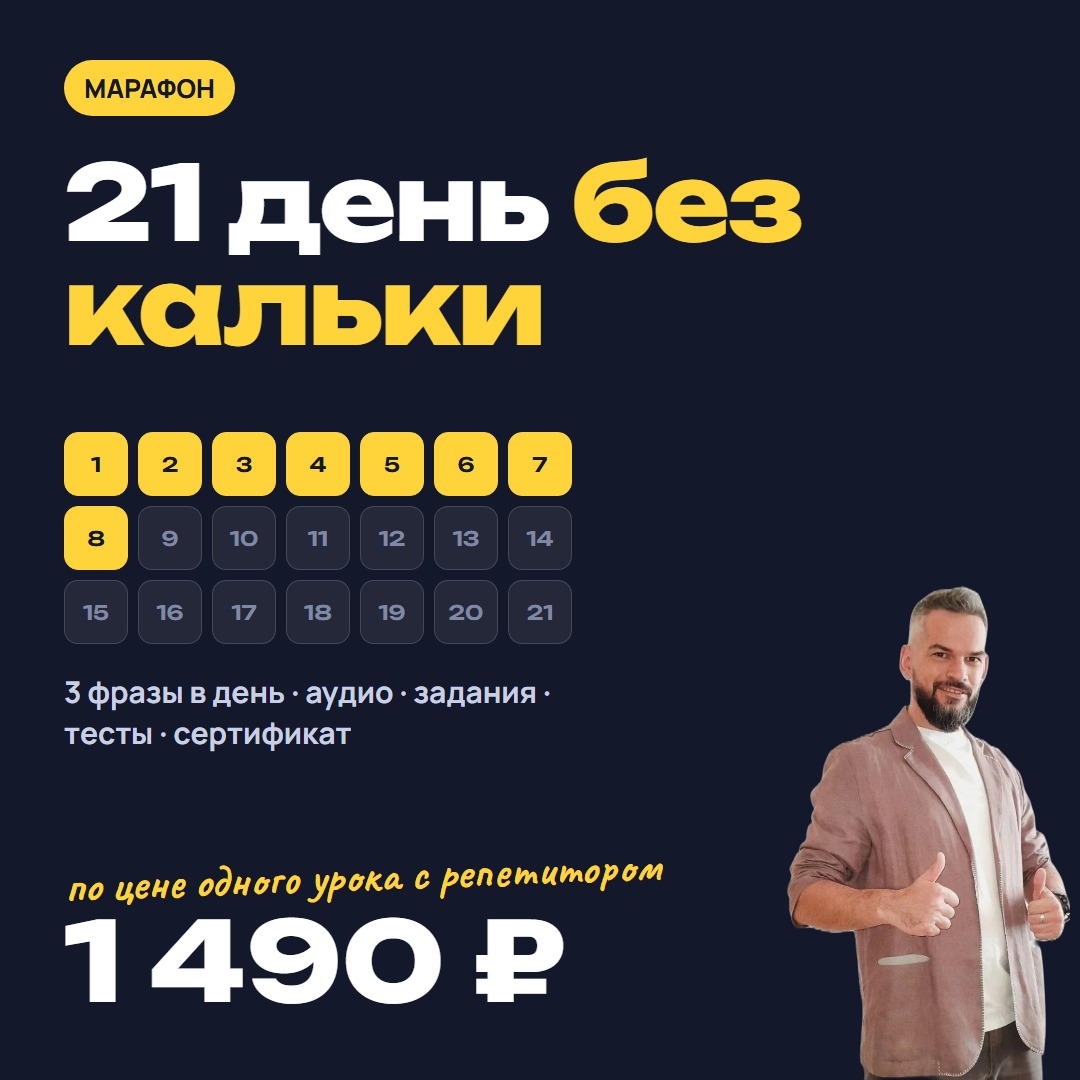 МАРАФОН
21 день без
кальки
1 2 3 4 5 6 7
8 9 10 11 12 13 14
15 16 17 18 19 20 21
3 фразы в день · аудио · задания ·
тесты · сертификат
по цене одного урока с репетитором
1 490 ₽